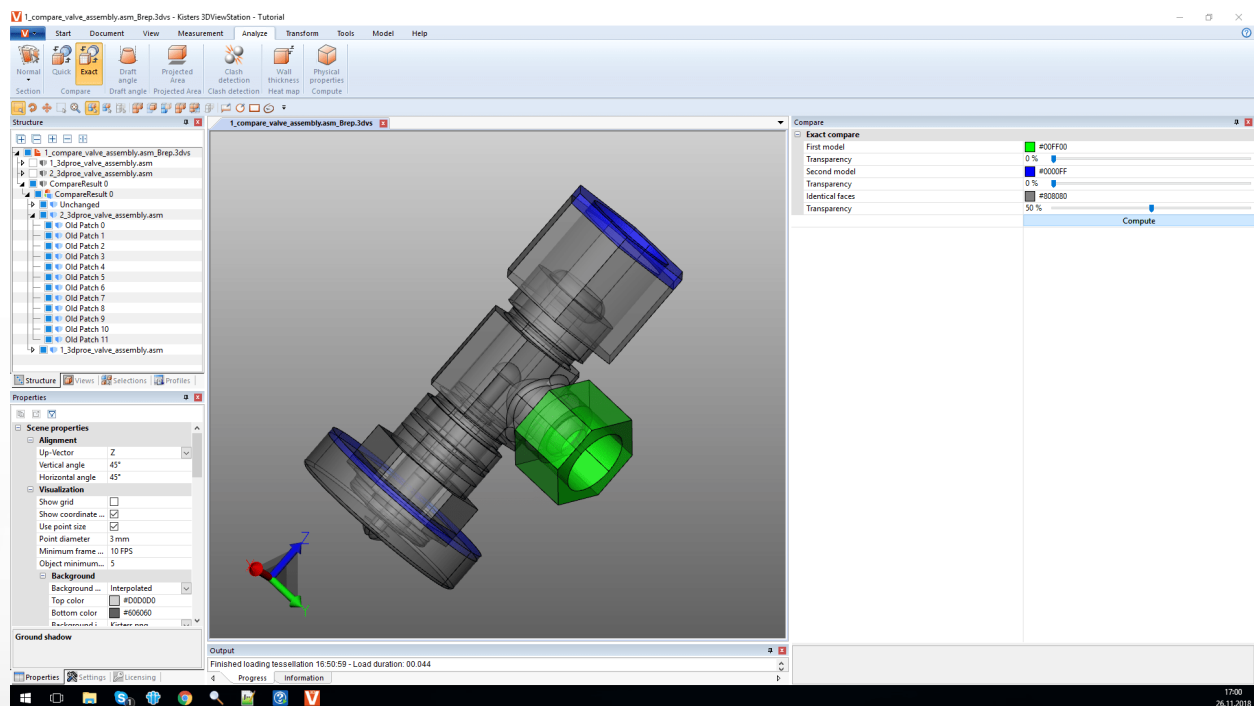 1_compare_valve_assembly.asm_Brep.3dvs - Kisters 3DViewStation - Tutorial
Start Document View Measurement Analyze Transform Tools Model Help
Normal Quick Exact Draft angle Projected Area Clash detection Wall thickness Physical properties
Section Compare Draft angle Projected Area Clash detection Heat map Compute
Structure
1_compare_valve_assembly.asm_Brep.3dvs
1_3dproe_valve_assembly.asm
2_3dproe_valve_assembly.asm
CompareResult 0
CompareResult 0
Unchanged
2_3dproe_valve_assembly.asm
Old Patch 0
Old Patch 1
Old Patch 2
Old Patch 3
Old Patch 4
Old Patch 5
Old Patch 6
Old Patch 7
Old Patch 8
Old Patch 9
Old Patch 10
Old Patch 11
1_3dproe_valve_assembly.asm
Structure Views Selections Profiles
Properties
Scene properties
Alignment
Up-Vector Z
Vertical angle 45°
Horizontal angle 45°
Visualization
Show grid
Show coordinate ...
Use point size
Point diameter 3 mm
Minimum frame ... 10 FPS
Object minimum... 5
Background
Background ... Interpolated
Top color #D0D0D0
Bottom color #606060
Background i... Kisters.png
Ground shadow
Properties Settings Licensing
1_compare_valve_assembly.asm_Brep.3dvs
Z
Y
Output
Finished loading tessellation 16:50:59 - Load duration: 00.044
Progress Information
Compare
Exact compare
First model #00FF00
Transparency 0 %
Second model #0000FF
Transparency 0 %
Identical faces #808080
Transparency 50 %
Compute
17:00
26.11.2018